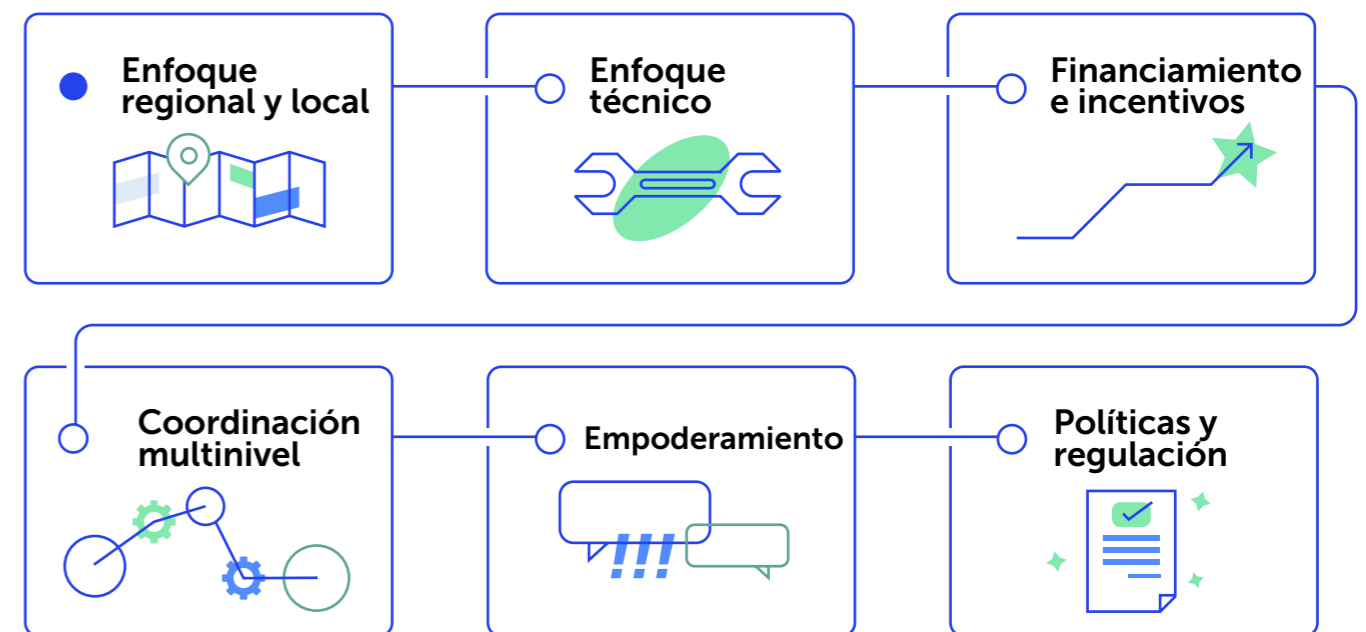 Enfoque
regional y local
Enfoque
técnico
Financiamiento
e incentivos
Coordinación
multinivel
Empoderamiento
!!!
Políticas y
regulación